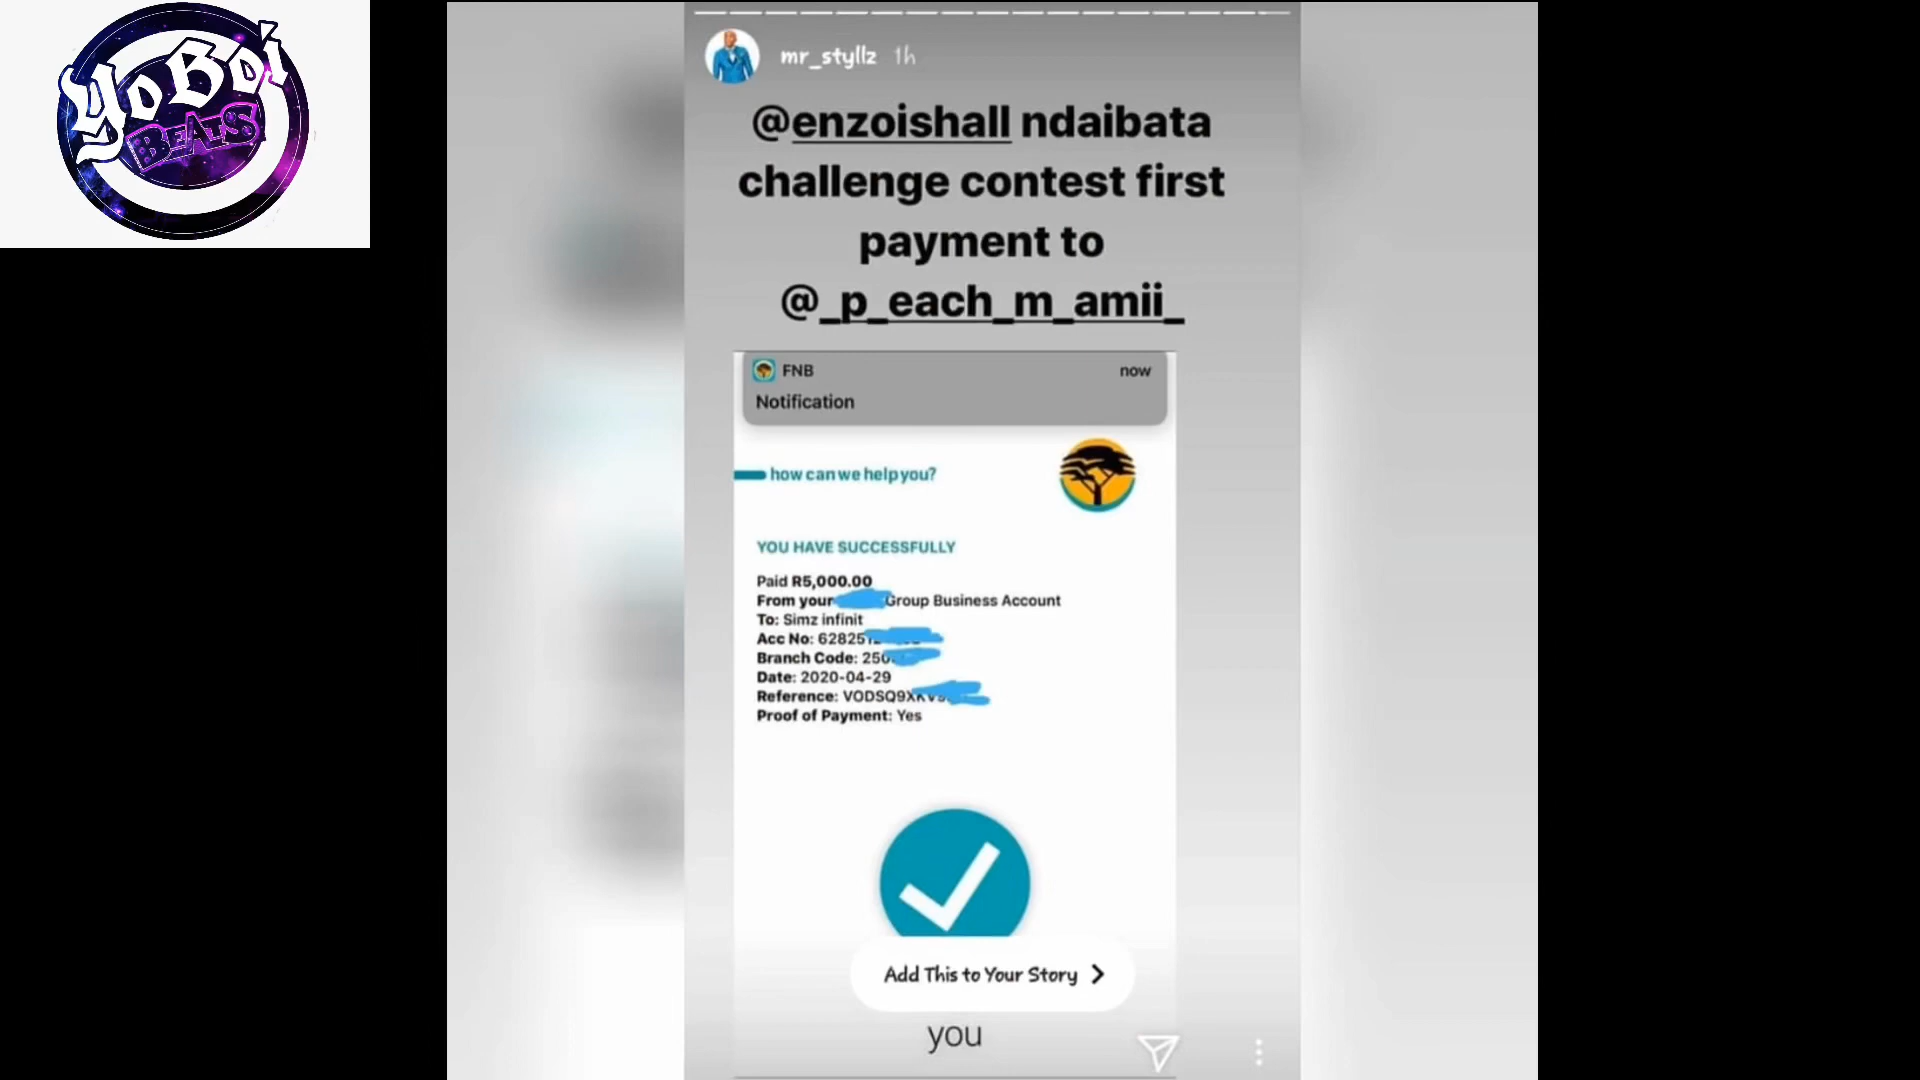 YoBoi
BEATS
mr_styllz 1h
@enzoishall ndaibata
challenge contest first
payment to
@_p_each_m_amii_
FNB now
Notification
how can we help you?
YOU HAVE SUCCESSFULLY
Paid R5,000.00
From your Group Business Account
To: Simz infinit
Acc No: 62825
Branch Code: 250
Date: 2020-04-29
Reference: VODSQ9X
Proof of Payment: Yes
Add This to Your Story
you